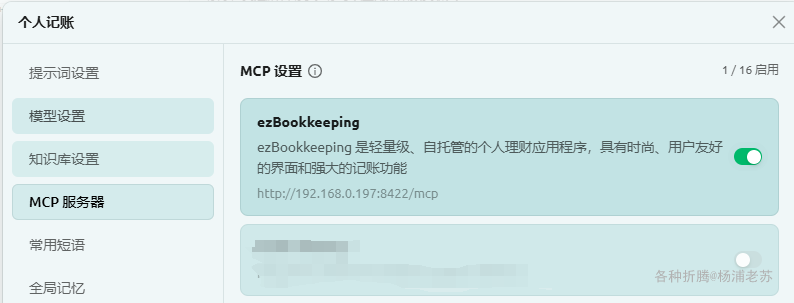 个人记账
提示词设置
模型设置
知识库设置
MCP 服务器
常用短语
全局记忆
MCP 设置
1 / 16 启用
ezBookkeeping
ezBookkeeping 是轻量级、自托管的个人理财应用程序，具有时尚、用户友好
的界面和强大的记账功能
http://192.168.0.197:8422/mcp
各种折腾@杨浦老苏